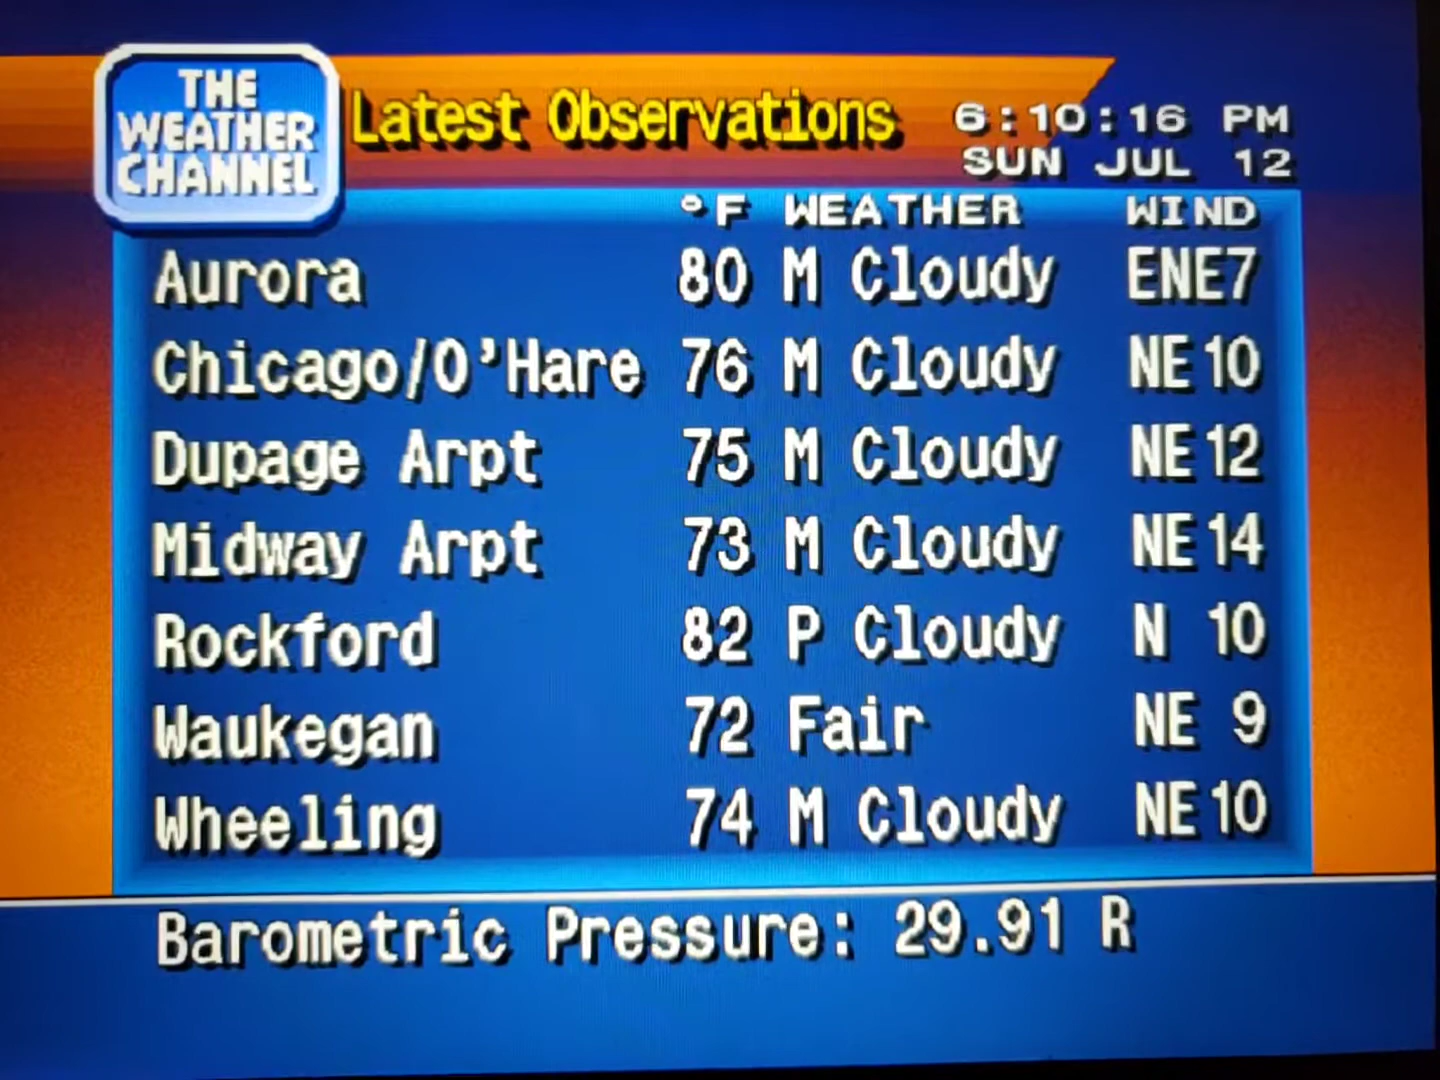 THE
WEATHER
CHANNEL
Latest Observations
6:10:16 PM
SUN JUL 12
°F WEATHER WIND
Aurora 80 M Cloudy ENE7
Chicago/O'Hare 76 M Cloudy NE 10
Dupage Arpt 75 M Cloudy NE 12
Midway Arpt 73 M Cloudy NE 14
Rockford 82 P Cloudy N 10
Waukegan 72 Fair NE 9
Wheeling 74 M Cloudy NE 10
Barometric Pressure: 29.91 R